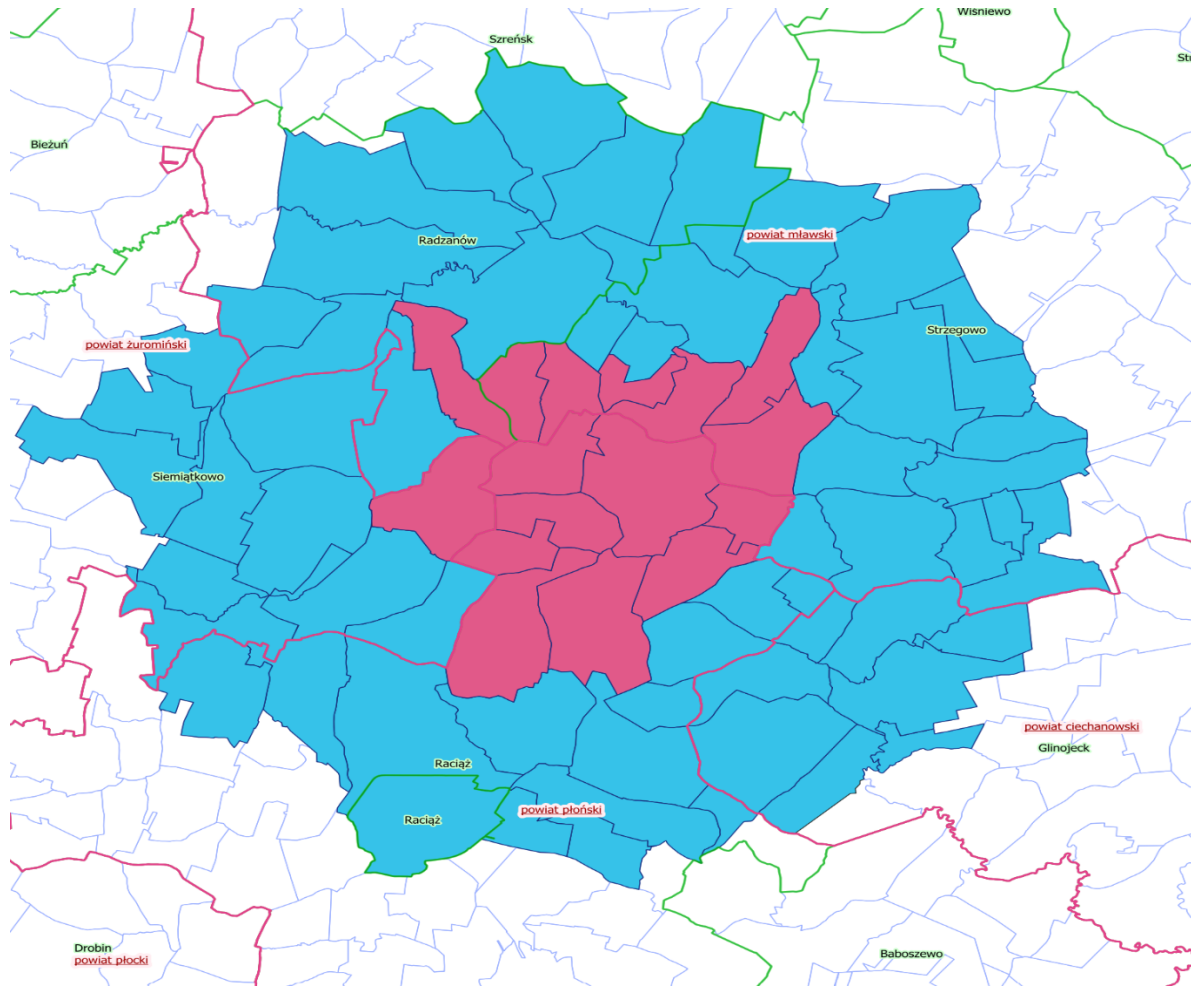 Wiśniewo
Szreńsk
Bieżuń
Radzanów
powiat mławski
Strzegowo
powiat żuromiński
Siemiątkowo
powiat ciechanowski
Glinojeck
Raciąż
powiat płoński
Raciąż
Drobin
powiat płocki
Baboszewo